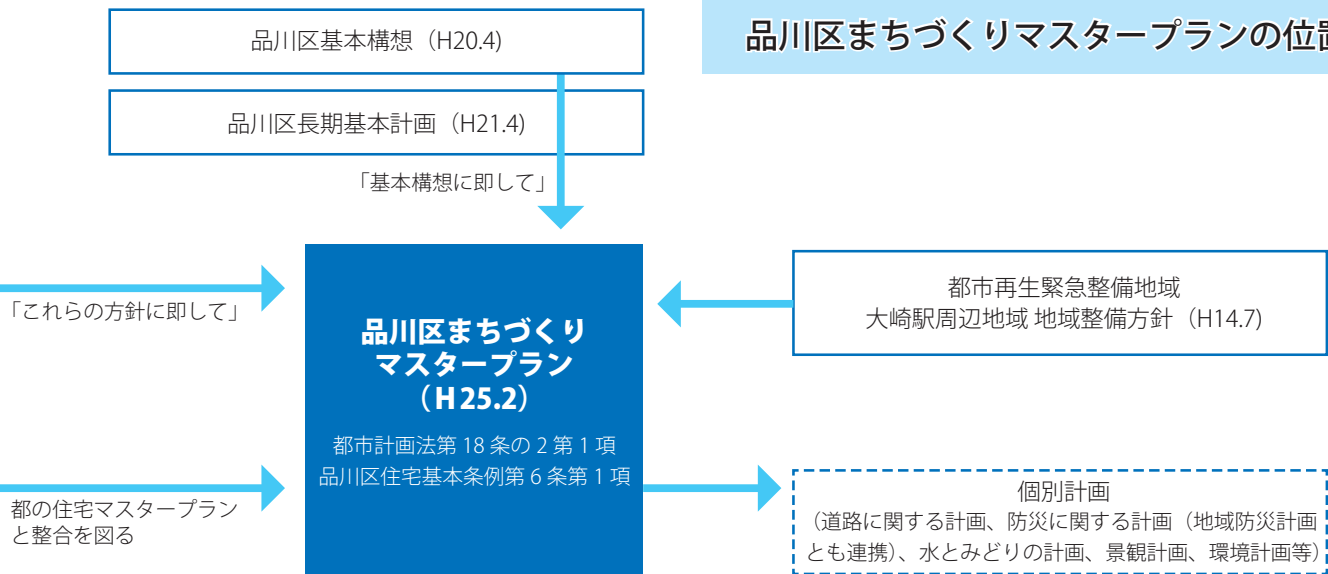 品川区まちづくりマスタープランの位
品川区基本構想（H20.4)
品川区長期基本計画（H21.4)
「基本構想に即して」
「これらの方針に即して」
品川区まちづくり
マスタープラン
（H25.2）
都市計画法第 18 条の 2 第 1 項
品川区住宅基本条例第 6 条第 1 項
都市再生緊急整備地域
大崎駅周辺地域 地域整備方針（H14.7)
都の住宅マスタープラン
と整合を図る
個別計画
（道路に関する計画、防災に関する計画（地域防災計画
とも連携）、水とみどりの計画、景観計画、環境計画等）